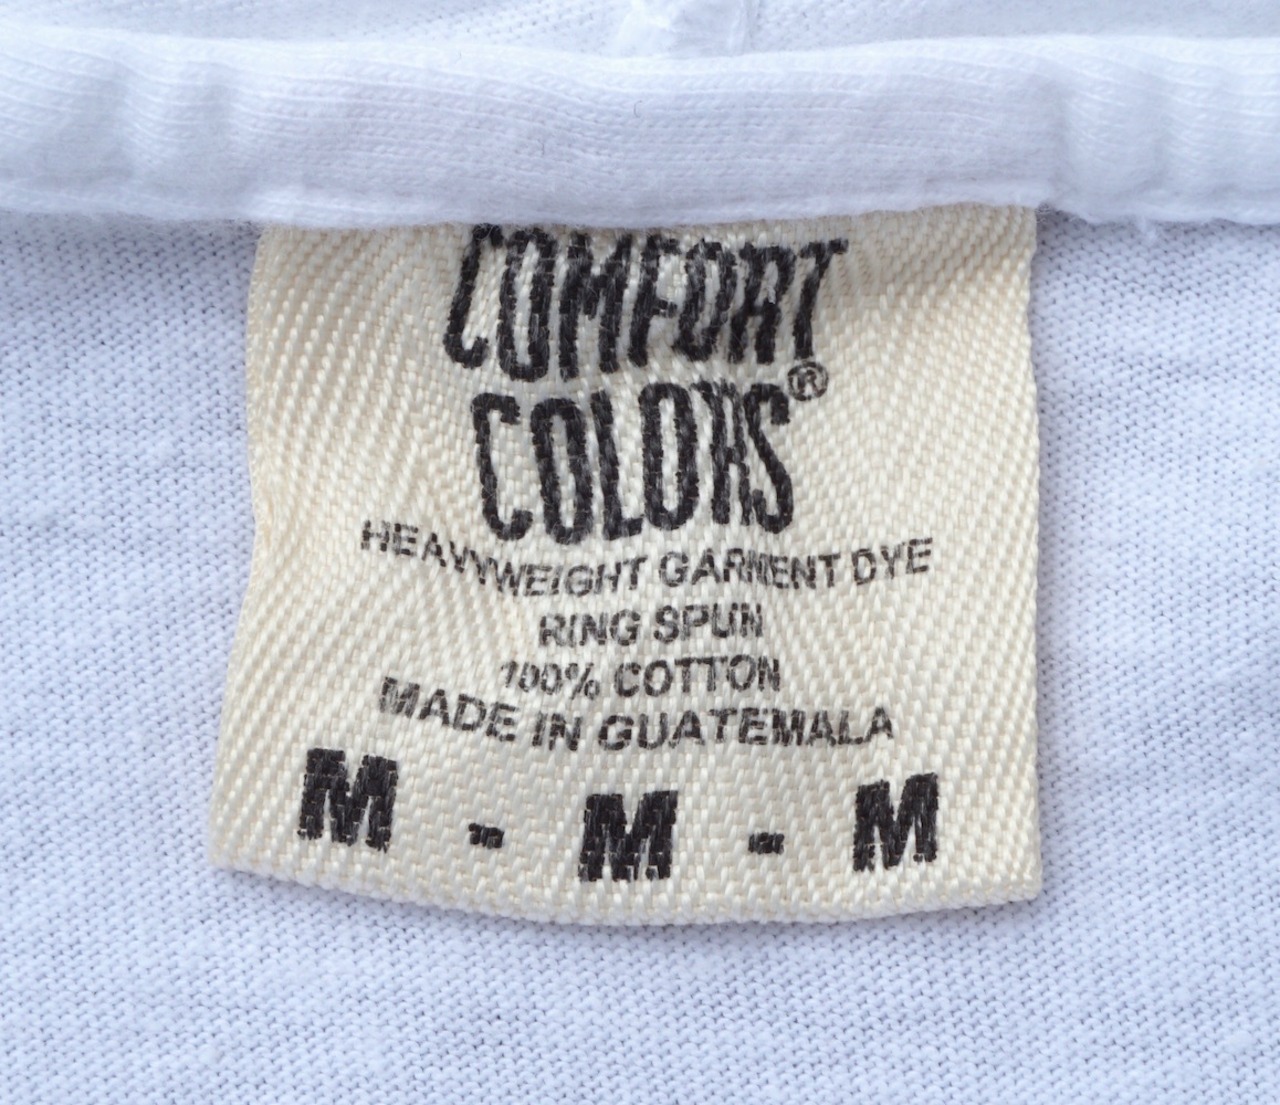 COMFORT
COLORS®
HEAVYWEIGHT GARMENT DYE
RING SPUN
100% COTTON
MADE IN GUATEMALA
M - M - M